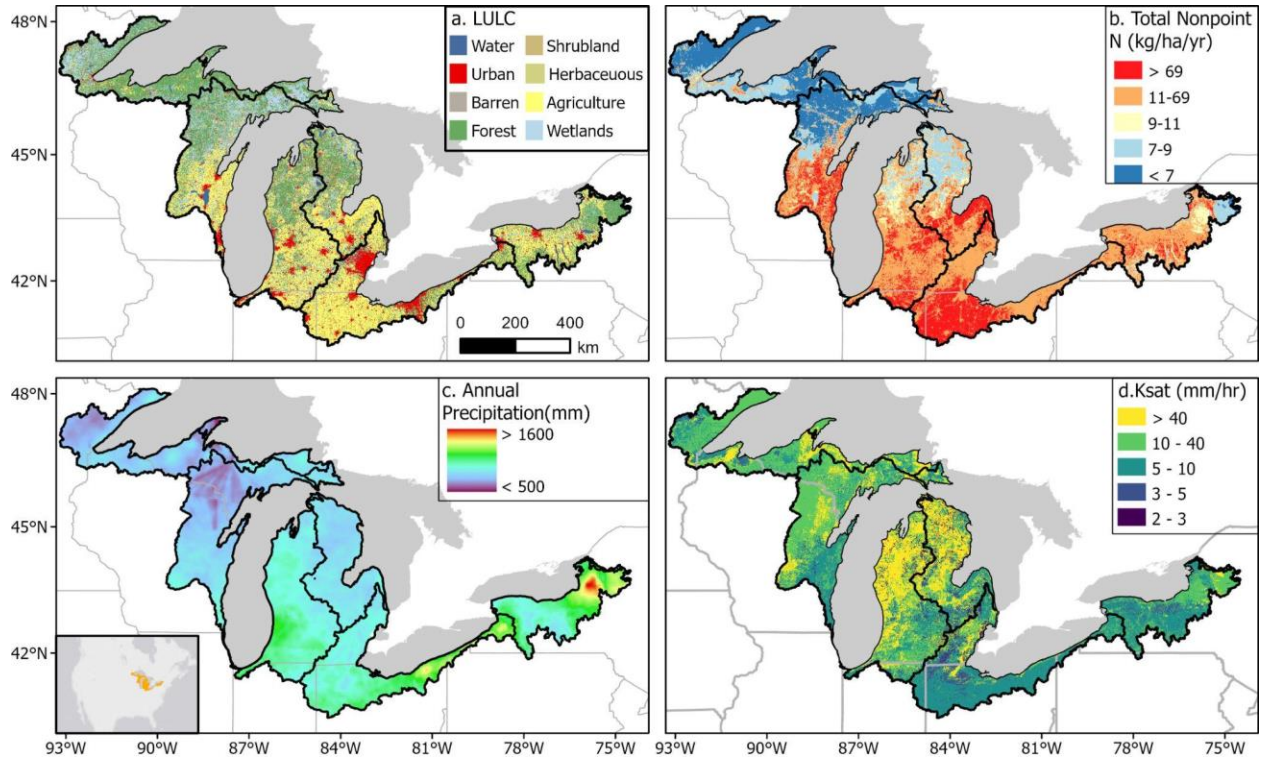 48°N
45°N
42°N
a. LULC
Water
Shrubland
Urban
Herbaceuous
Barren
Agriculture
Forest
Wetlands
0 200 400
km
b. Total Nonpoint
N (kg/ha/yr)
> 69
11-69
9-11
7-9
< 7
48°N
45°N
42°N
c. Annual
Precipitation(mm)
> 1600
< 500
93°W 90°W 87°W 84°W 81°W 78°W 75°W
d.Ksat (mm/hr)
> 40
10 - 40
5 - 10
3 - 5
2 - 3
93°W 90°W 87°W 84°W 81°W 78°W 75°W